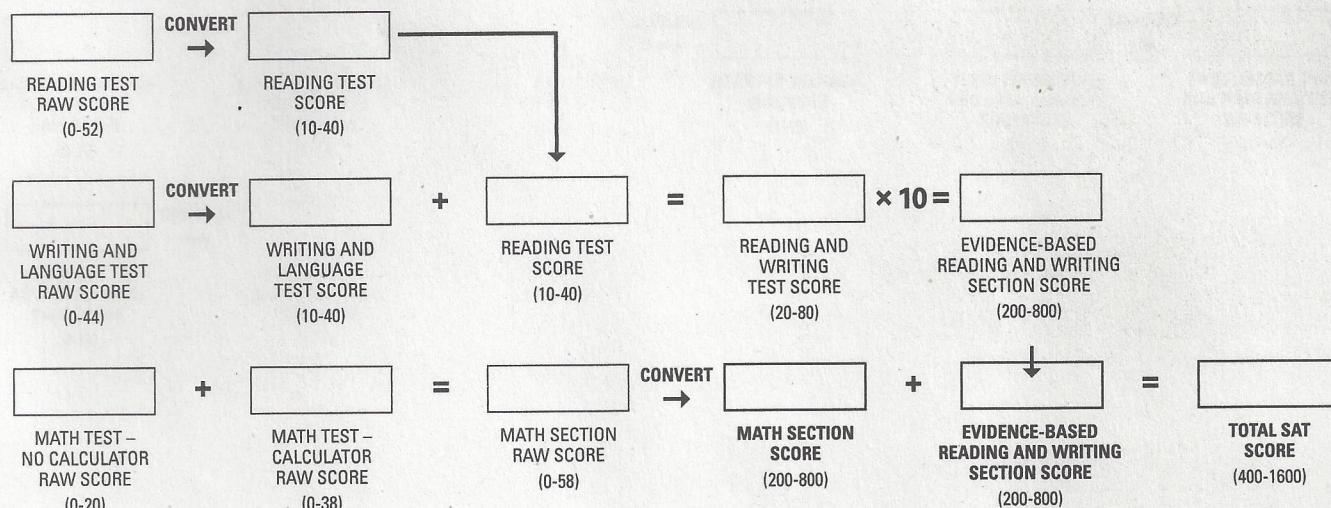 CONVERT
→
READING TEST
RAW SCORE
(0-52)
READING TEST
SCORE
(10-40)
CONVERT
→
+
=
× 10 =
WRITING AND
LANGUAGE TEST
RAW SCORE
(0-44)
WRITING AND
LANGUAGE
TEST SCORE
(10-40)
READING TEST
SCORE
(10-40)
READING AND
WRITING
TEST SCORE
(20-80)
EVIDENCE-BASED
READING AND WRITING
SECTION SCORE
(200-800)
+
=
CONVERT
→
+
=
MATH TEST –
NO CALCULATOR
RAW SCORE
(0-20)
MATH TEST –
CALCULATOR
RAW SCORE
(0-38)
MATH SECTION
RAW SCORE
(0-58)
MATH SECTION
SCORE
(200-800)
EVIDENCE-BASED
READING AND WRITING
SECTION SCORE
(200-800)
TOTAL SAT
SCORE
(400-1600)